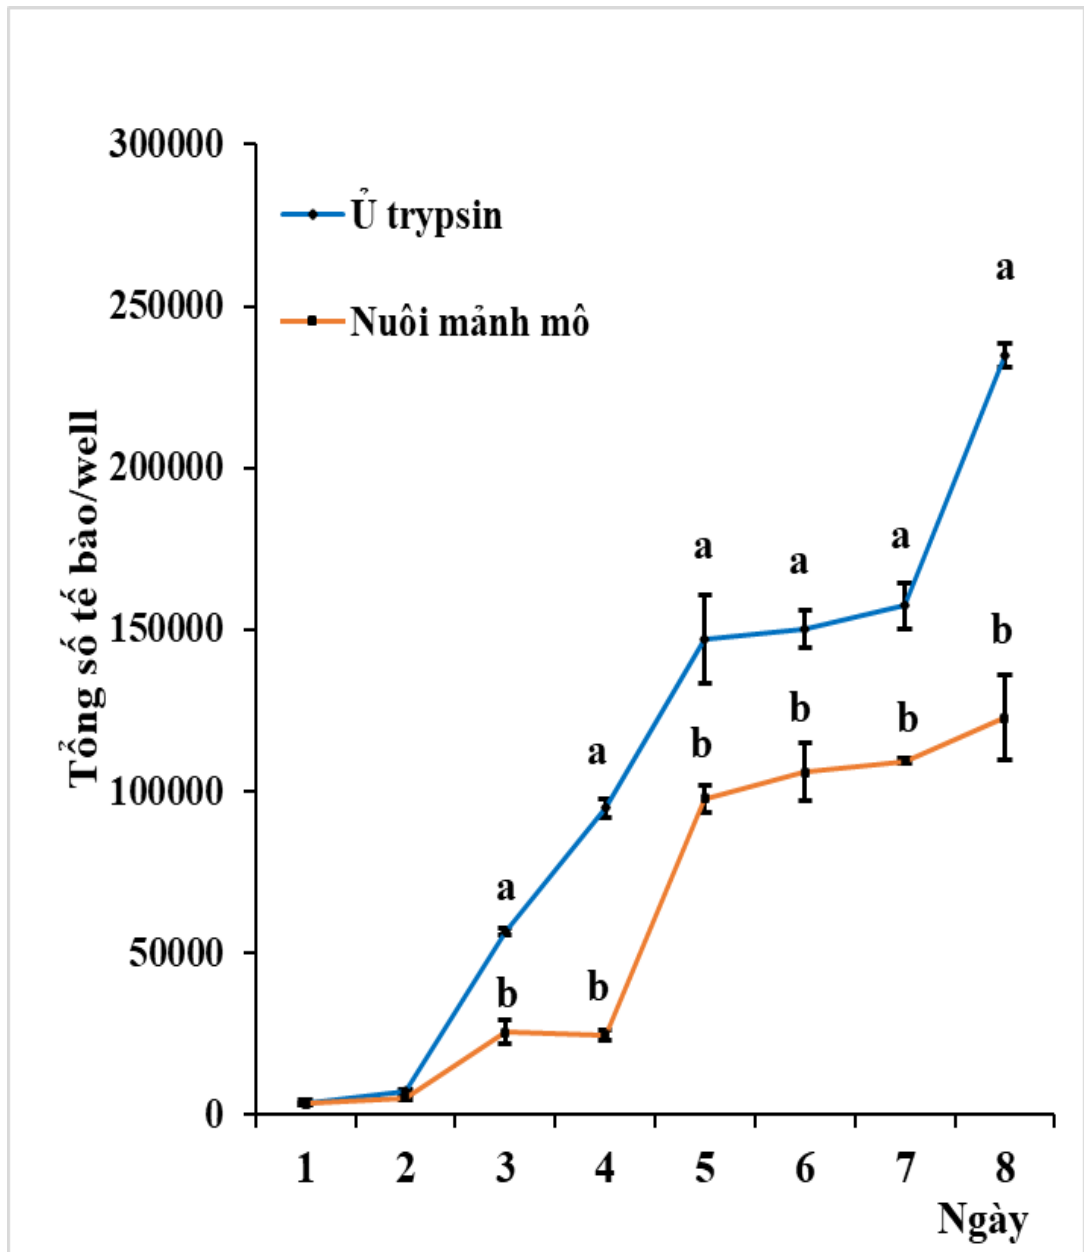 300000
250000
200000
150000
100000
50000
0
Tổng số tế bào/well
Ủ trypsin
Nuôi mảnh mô
a
a
a
a
a
a
b
b
b
b
b
b
1 2 3 4 5 6 7 8
Ngày